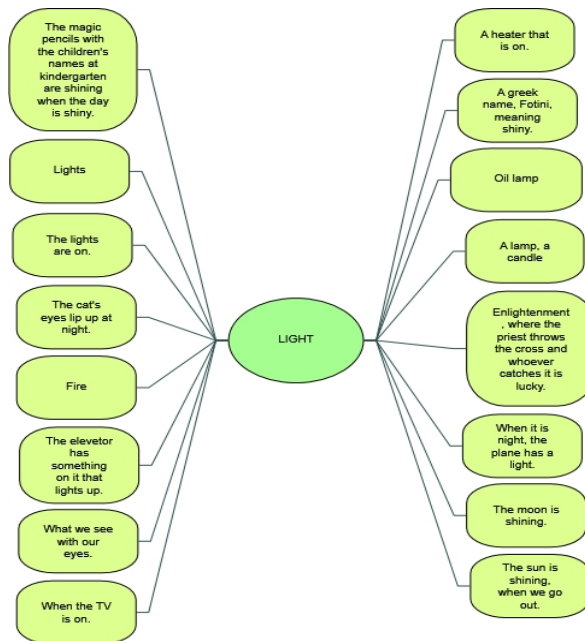 The magic
pencils with
the children's
names at
kindergarten
are shining
when the day
is shiny.
Lights
The lights
are on.
The cat's
eyes lip up at
night.
Fire
The elevetor has
something
on it that
lights up.
What we see
with our
eyes.
When the TV
is on.
LIGHT
A heater that
is on.
A greek
name, Fotini,
meaning
shiny.
Oil lamp
A lamp, a
candle
Enlightenment
, where the
priest throws
the cross and
whoever
catches it is
lucky.
When it is
night, the
plane has a
light.
The moon is
shining.
The sun is
shining,
when we go
out.